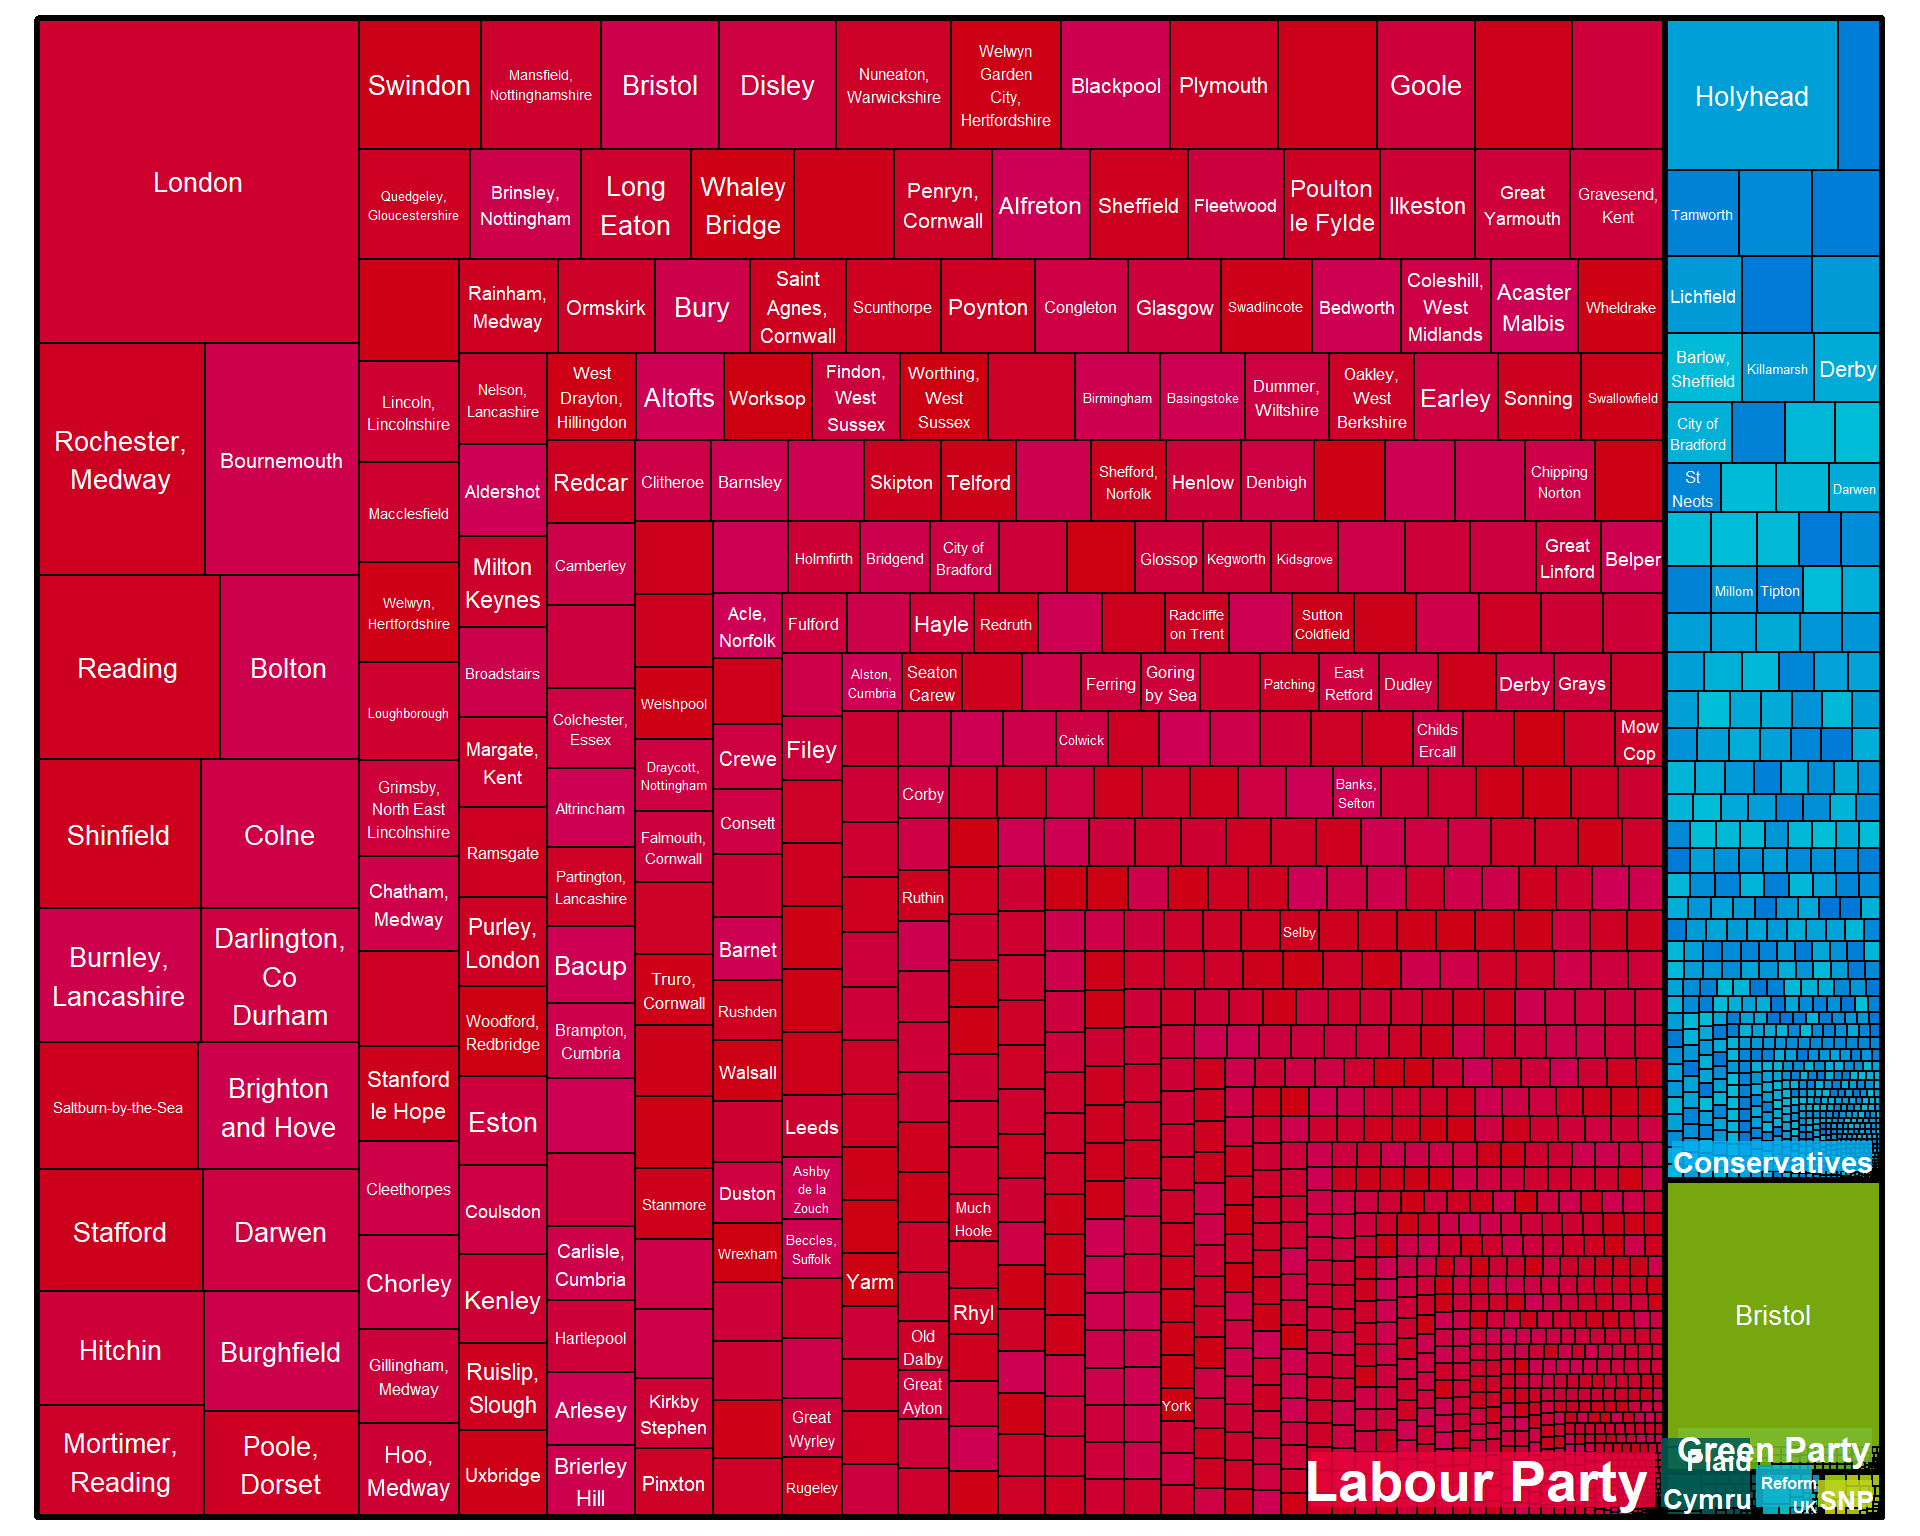 London
Swindon
Mansfield,
Nottinghamshire
Bristol
Disley
Nuneaton,
Warwickshire
Welwyn
Garden
City,
Hertfordshire
Blackpool
Plymouth
Goole
Holyhead
Quedgeley,
Gloucestershire
Brinsley,
Nottingham
Long
Eaton
Whaley
Bridge
Penryn,
Cornwall
Alfreton
Sheffield
Fleetwood
Poulton
le Fylde
Ilkeston
Great
Yarmouth
Gravesend,
Kent
Tamworth
Rainham,
Medway
Ormskirk
Bury
Saint
Agnes,
Cornwall
Scunthorpe
Poynton
Congleton
Glasgow
Swadlincote
Bedworth
Coleshill,
West
Midlands
Acaster
Malbis
Wheldrake
Lichfield
Rochester,
Medway
Bournemouth
Lincoln,
Lincolnshire
Nelson,
Lancashire
West
Drayton,
Hillingdon
Altofts
Worksop
Findon,
West
Sussex
Worthing,
West
Sussex
Birmingham
Basingstoke
Dummer,
Wiltshire
Oakley,
West
Berkshire
Earley
Sonning
Swallowfield
Barlow,
Sheffield
Killamarsh
Derby
City of
Bradford
Macclesfield
Aldershot
Redcar
Clitheroe
Barnsley
Skipton
Telford
Shefford,
Norfolk
Henlow
Denbigh
Chipping
Norton
St
Neots
Darwen
Welwyn,
Hertfordshire
Milton
Keynes
Camberley
Holmfirth
Bridgend
City of
Bradford
Glossop
Kegworth
Kidsgrove
Great
Linford
Belper
Millom
Tipton
Reading
Bolton
Loughborough
Broadstairs
Acle,
Norfolk
Fulford
Hayle
Redruth
Radcliffe
on Trent
Sutton
Coldfield
Welshpool
Alston,
Cumbria
Seaton
Carew
Ferring
Goring
by Sea
Patching
East
Retford
Dudley
Derby
Grays
Margate,
Kent
Colchester,
Essex
Draycott,
Nottingham
Crewe
Filey
Colwick
Childs
Ercall
Mow
Cop
Shinfield
Colne
Grimsby,
North East
Lincolnshire
Ramsgate
Altrincham
Falmouth,
Cornwall
Consett
Corby
Banks,
Sefton
Burnley,
Lancashire
Darlington,
Co
Durham
Chatham,
Medway
Purley,
London
Partington,
Lancashire
Bacup
Truro,
Cornwall
Barnet
Ruthin
Selby
Woodford,
Redbridge
Brampton,
Cumbria
Rushden
Saltburn-by-the-Sea
Brighton
and Hove
Stanford
le Hope
Eston
Walsall
Leeds
Stafford
Darwen
Cleethorpes
Coulsdon
Stanmore
Duston
Ashby
de la
Zouch
Much
Hoole
Conservatives
Chorley
Kenley
Carlisle,
Cumbria
Wrexham
Beccles,
Suffolk
Yarm
Rhyl
Bristol
Hitchin
Burghfield
Gillingham,
Medway
Ruislip,
Slough
Hartlepool
Arlesey
Kirkby
Stephen
Old
Dalby
Great
Ayton
York
Mortimer,
Reading
Poole,
Dorset
Hoo,
Medway
Uxbridge
Brierley
Hill
Pinxton
Great
Wyrley
Rugeley
Labour Party
Green Party
Plaid
Cymru
Reform
UK
SNP